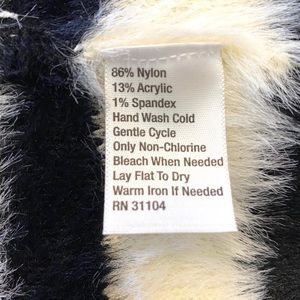 86% Nylon
13% Acrylic
1% Spandex
Hand Wash Cold
Gentle Cycle
Only Non-Chlorine
Bleach When Needed
Lay Flat To Dry
Warm Iron If Needed
RN 31104